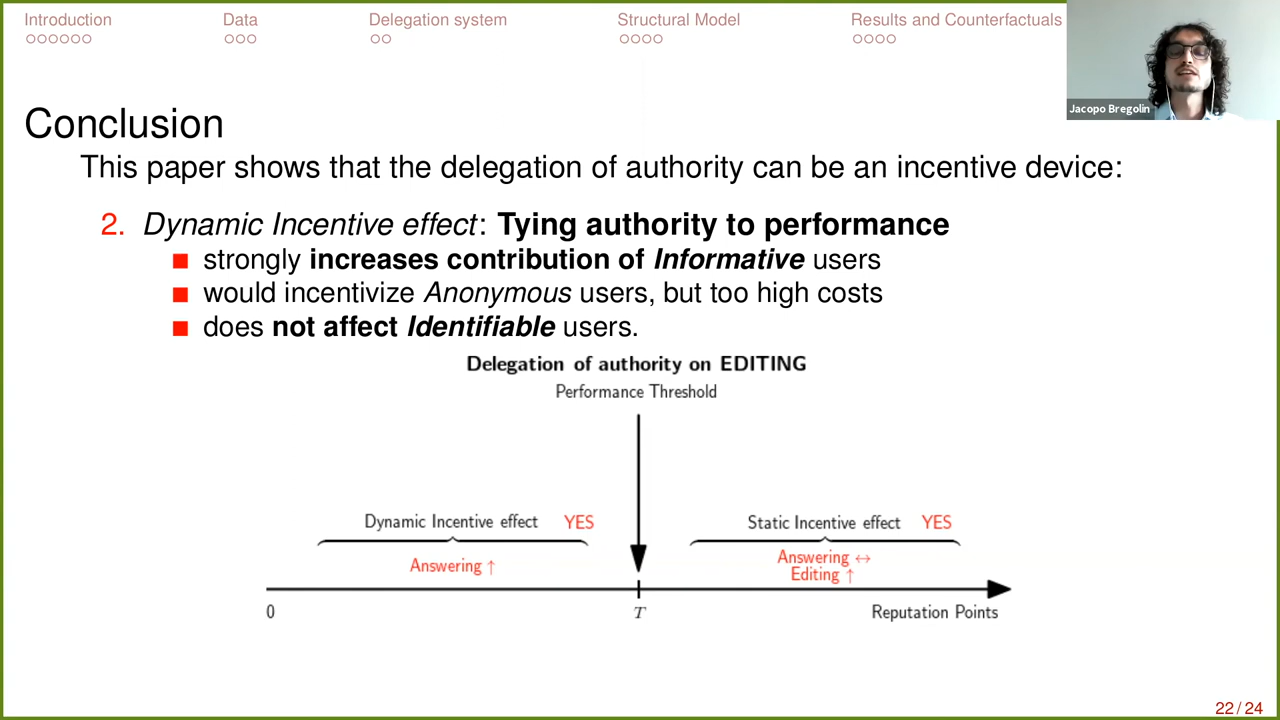 Introduction Data Delegation system Structural Model Results and Counterfactuals
Jacopo Bregolin
Conclusion
This paper shows that the delegation of authority can be an incentive device:
2. Dynamic Incentive effect: Tying authority to performance
strongly increases contribution of Informative users
would incentivize Anonymous users, but too high costs
does not affect Identifiable users.
Delegation of authority on EDITING
Performance Threshold
Dynamic Incentive effect YES Static Incentive effect YES
Answering ↑ Answering ↔
Editing ↑
0 T Reputation Points
22 / 24